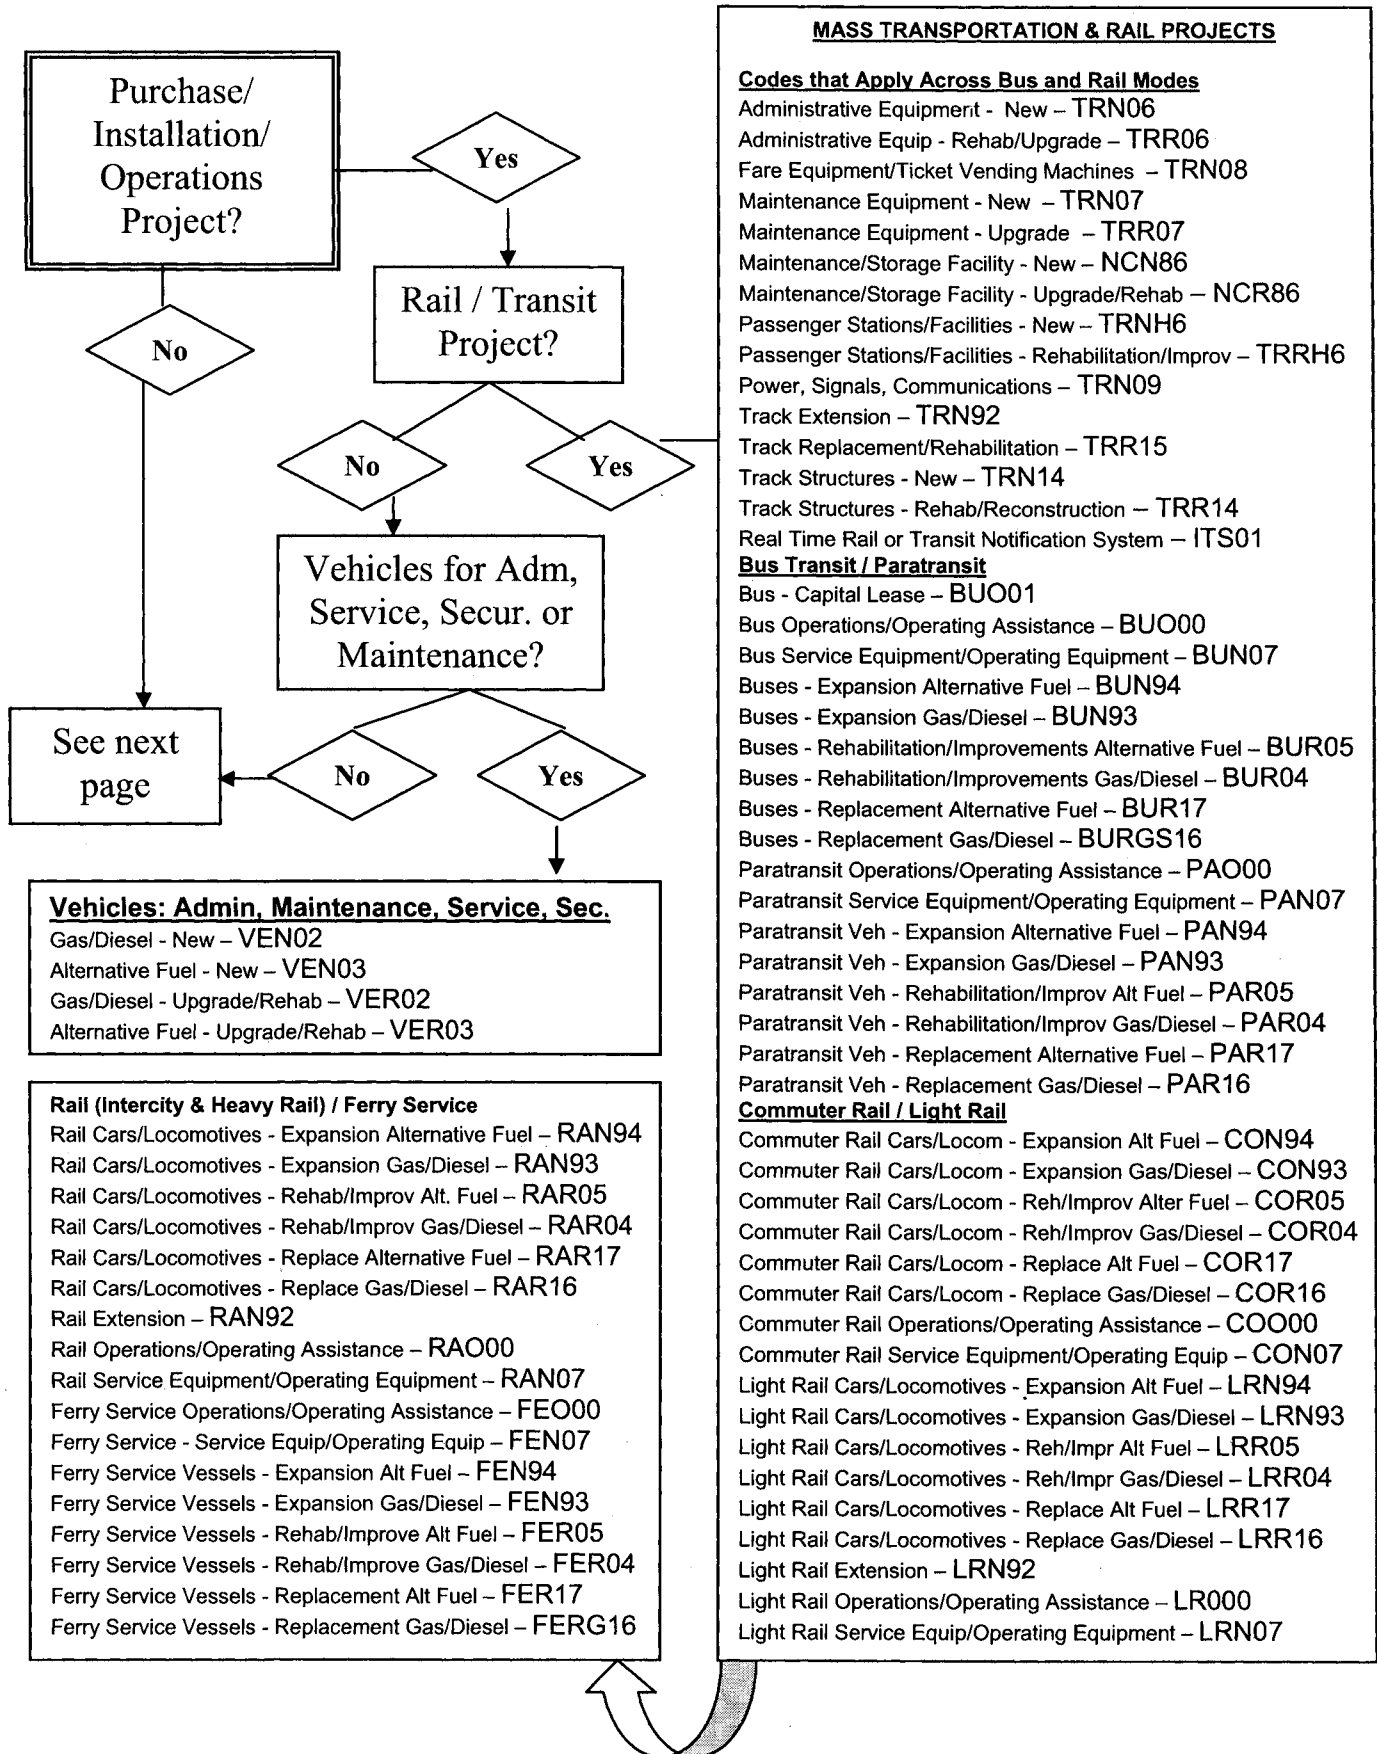 Purchase/
Installation/
Operations
Project?
Yes
No
Rail / Transit
Project?
No
Yes
Vehicles for Adm,
Service, Secur. or
Maintenance?
No
Yes
See next
page
Vehicles: Admin, Maintenance, Service, Sec.
Gas/Diesel - New – VEN02
Alternative Fuel - New – VEN03
Gas/Diesel - Upgrade/Rehab – VER02
Alternative Fuel - Upgrade/Rehab – VER03
MASS TRANSPORTATION & RAIL PROJECTS
Codes that Apply Across Bus and Rail Modes
Administrative Equipment - New – TRN06
Administrative Equip - Rehab/Upgrade – TRR06
Fare Equipment/Ticket Vending Machines – TRN08
Maintenance Equipment - New – TRN07
Maintenance Equipment - Upgrade – TRR07
Maintenance/Storage Facility - New – NCN86
Maintenance/Storage Facility - Upgrade/Rehab – NCR86
Passenger Stations/Facilities - New – TRNH6
Passenger Stations/Facilities - Rehabilitation/Improv – TRRH6
Power, Signals, Communications – TRN09
Track Extension – TRN92
Track Replacement/Rehabilitation – TRR15
Track Structures - New – TRN14
Track Structures - Rehab/Reconstruction – TRR14
Real Time Rail or Transit Notification System – ITS01
Bus Transit / Paratransit
Bus - Capital Lease – BUO01
Bus Operations/Operating Assistance – BUO00
Bus Service Equipment/Operating Equipment – BUN07
Buses - Expansion Alternative Fuel – BUN94
Buses - Expansion Gas/Diesel – BUN93
Buses - Rehabilitation/Improvements Alternative Fuel – BUR05
Buses - Rehabilitation/Improvements Gas/Diesel – BUR04
Buses - Replacement Alternative Fuel – BUR17
Buses - Replacement Gas/Diesel – BURGS16
Paratransit Operations/Operating Assistance – PAO00
Paratransit Service Equipment/Operating Equipment – PAN07
Paratransit Veh - Expansion Alternative Fuel – PAN94
Paratransit Veh - Expansion Gas/Diesel – PAN93
Paratransit Veh - Rehabilitation/Improv Alt Fuel – PAR05
Paratransit Veh - Rehabilitation/Improv Gas/Diesel – PAR04
Paratransit Veh - Replacement Alternative Fuel – PAR17
Paratransit Veh - Replacement Gas/Diesel – PAR16
Commuter Rail / Light Rail
Commuter Rail Cars/Locom - Expansion Alt Fuel – CON94
Commuter Rail Cars/Locom - Expansion Gas/Diesel – CON93
Commuter Rail Cars/Locom - Reh/Improv Alter Fuel – COR05
Commuter Rail Cars/Locom - Reh/Improv Gas/Diesel – COR04
Commuter Rail Cars/Locom - Replace Alt Fuel – COR17
Commuter Rail Cars/Locom - Replace Gas/Diesel – COR16
Commuter Rail Operations/Operating Assistance – COO00
Commuter Rail Service Equipment/Operating Equip – CON07
Light Rail Cars/Locomotives - Expansion Alt Fuel – LRN94
Light Rail Cars/Locomotives - Expansion Gas/Diesel – LRN93
Light Rail Cars/Locomotives - Reh/Impr Alt Fuel – LRR05
Light Rail Cars/Locomotives - Reh/Impr Gas/Diesel – LRR04
Light Rail Cars/Locomotives - Replace Alt Fuel – LRR17
Light Rail Cars/Locomotives - Replace Gas/Diesel – LRR16
Light Rail Extension – LRN92
Light Rail Operations/Operating Assistance – LR000
Light Rail Service Equip/Operating Equipment – LRN07
Rail (Intercity & Heavy Rail) / Ferry Service
Rail Cars/Locomotives - Expansion Alternative Fuel – RAN94
Rail Cars/Locomotives - Expansion Gas/Diesel – RAN93
Rail Cars/Locomotives - Rehab/Improv Alt. Fuel – RAR05
Rail Cars/Locomotives - Rehab/Improv Gas/Diesel – RAR04
Rail Cars/Locomotives - Replace Alternative Fuel – RAR17
Rail Cars/Locomotives - Replace Gas/Diesel – RAR16
Rail Extension – RAN92
Rail Operations/Operating Assistance – RAO00
Rail Service Equipment/Operating Equipment – RAN07
Ferry Service Operations/Operating Assistance – FEO00
Ferry Service - Service Equip/Operating Equip – FEN07
Ferry Service Vessels - Expansion Alt Fuel – FEN94
Ferry Service Vessels - Expansion Gas/Diesel – FEN93
Ferry Service Vessels - Rehab/Improve Alt Fuel – FER05
Ferry Service Vessels - Rehab/Improve Gas/Diesel – FER04
Ferry Service Vessels - Replacement Alt Fuel – FER17
Ferry Service Vessels - Replacement Gas/Diesel – FERG16